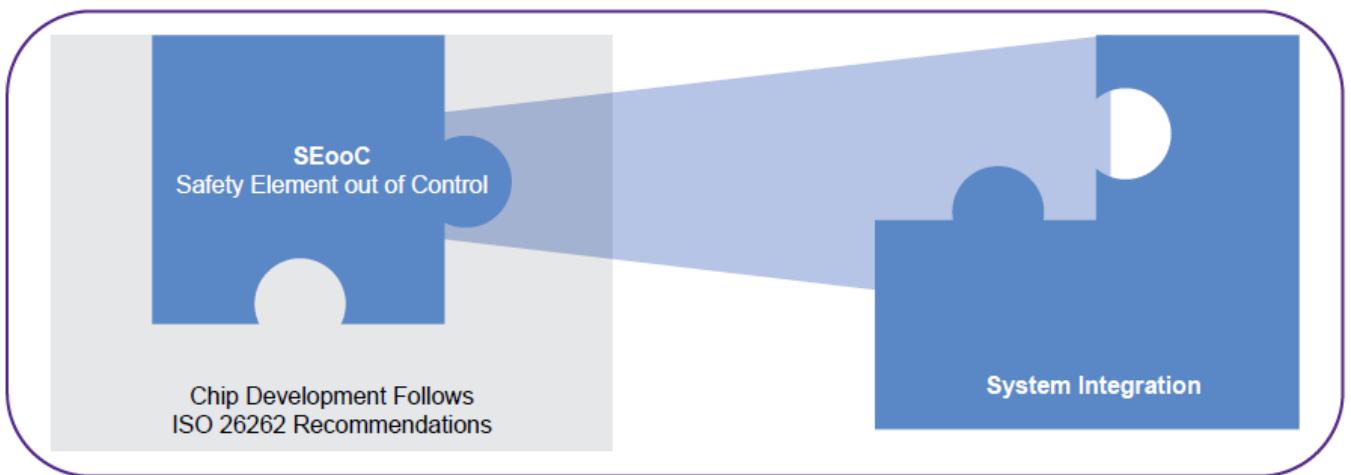 SEooC
Safety Element out of Control
Chip Development Follows
ISO 26262 Recommendations
System Integration